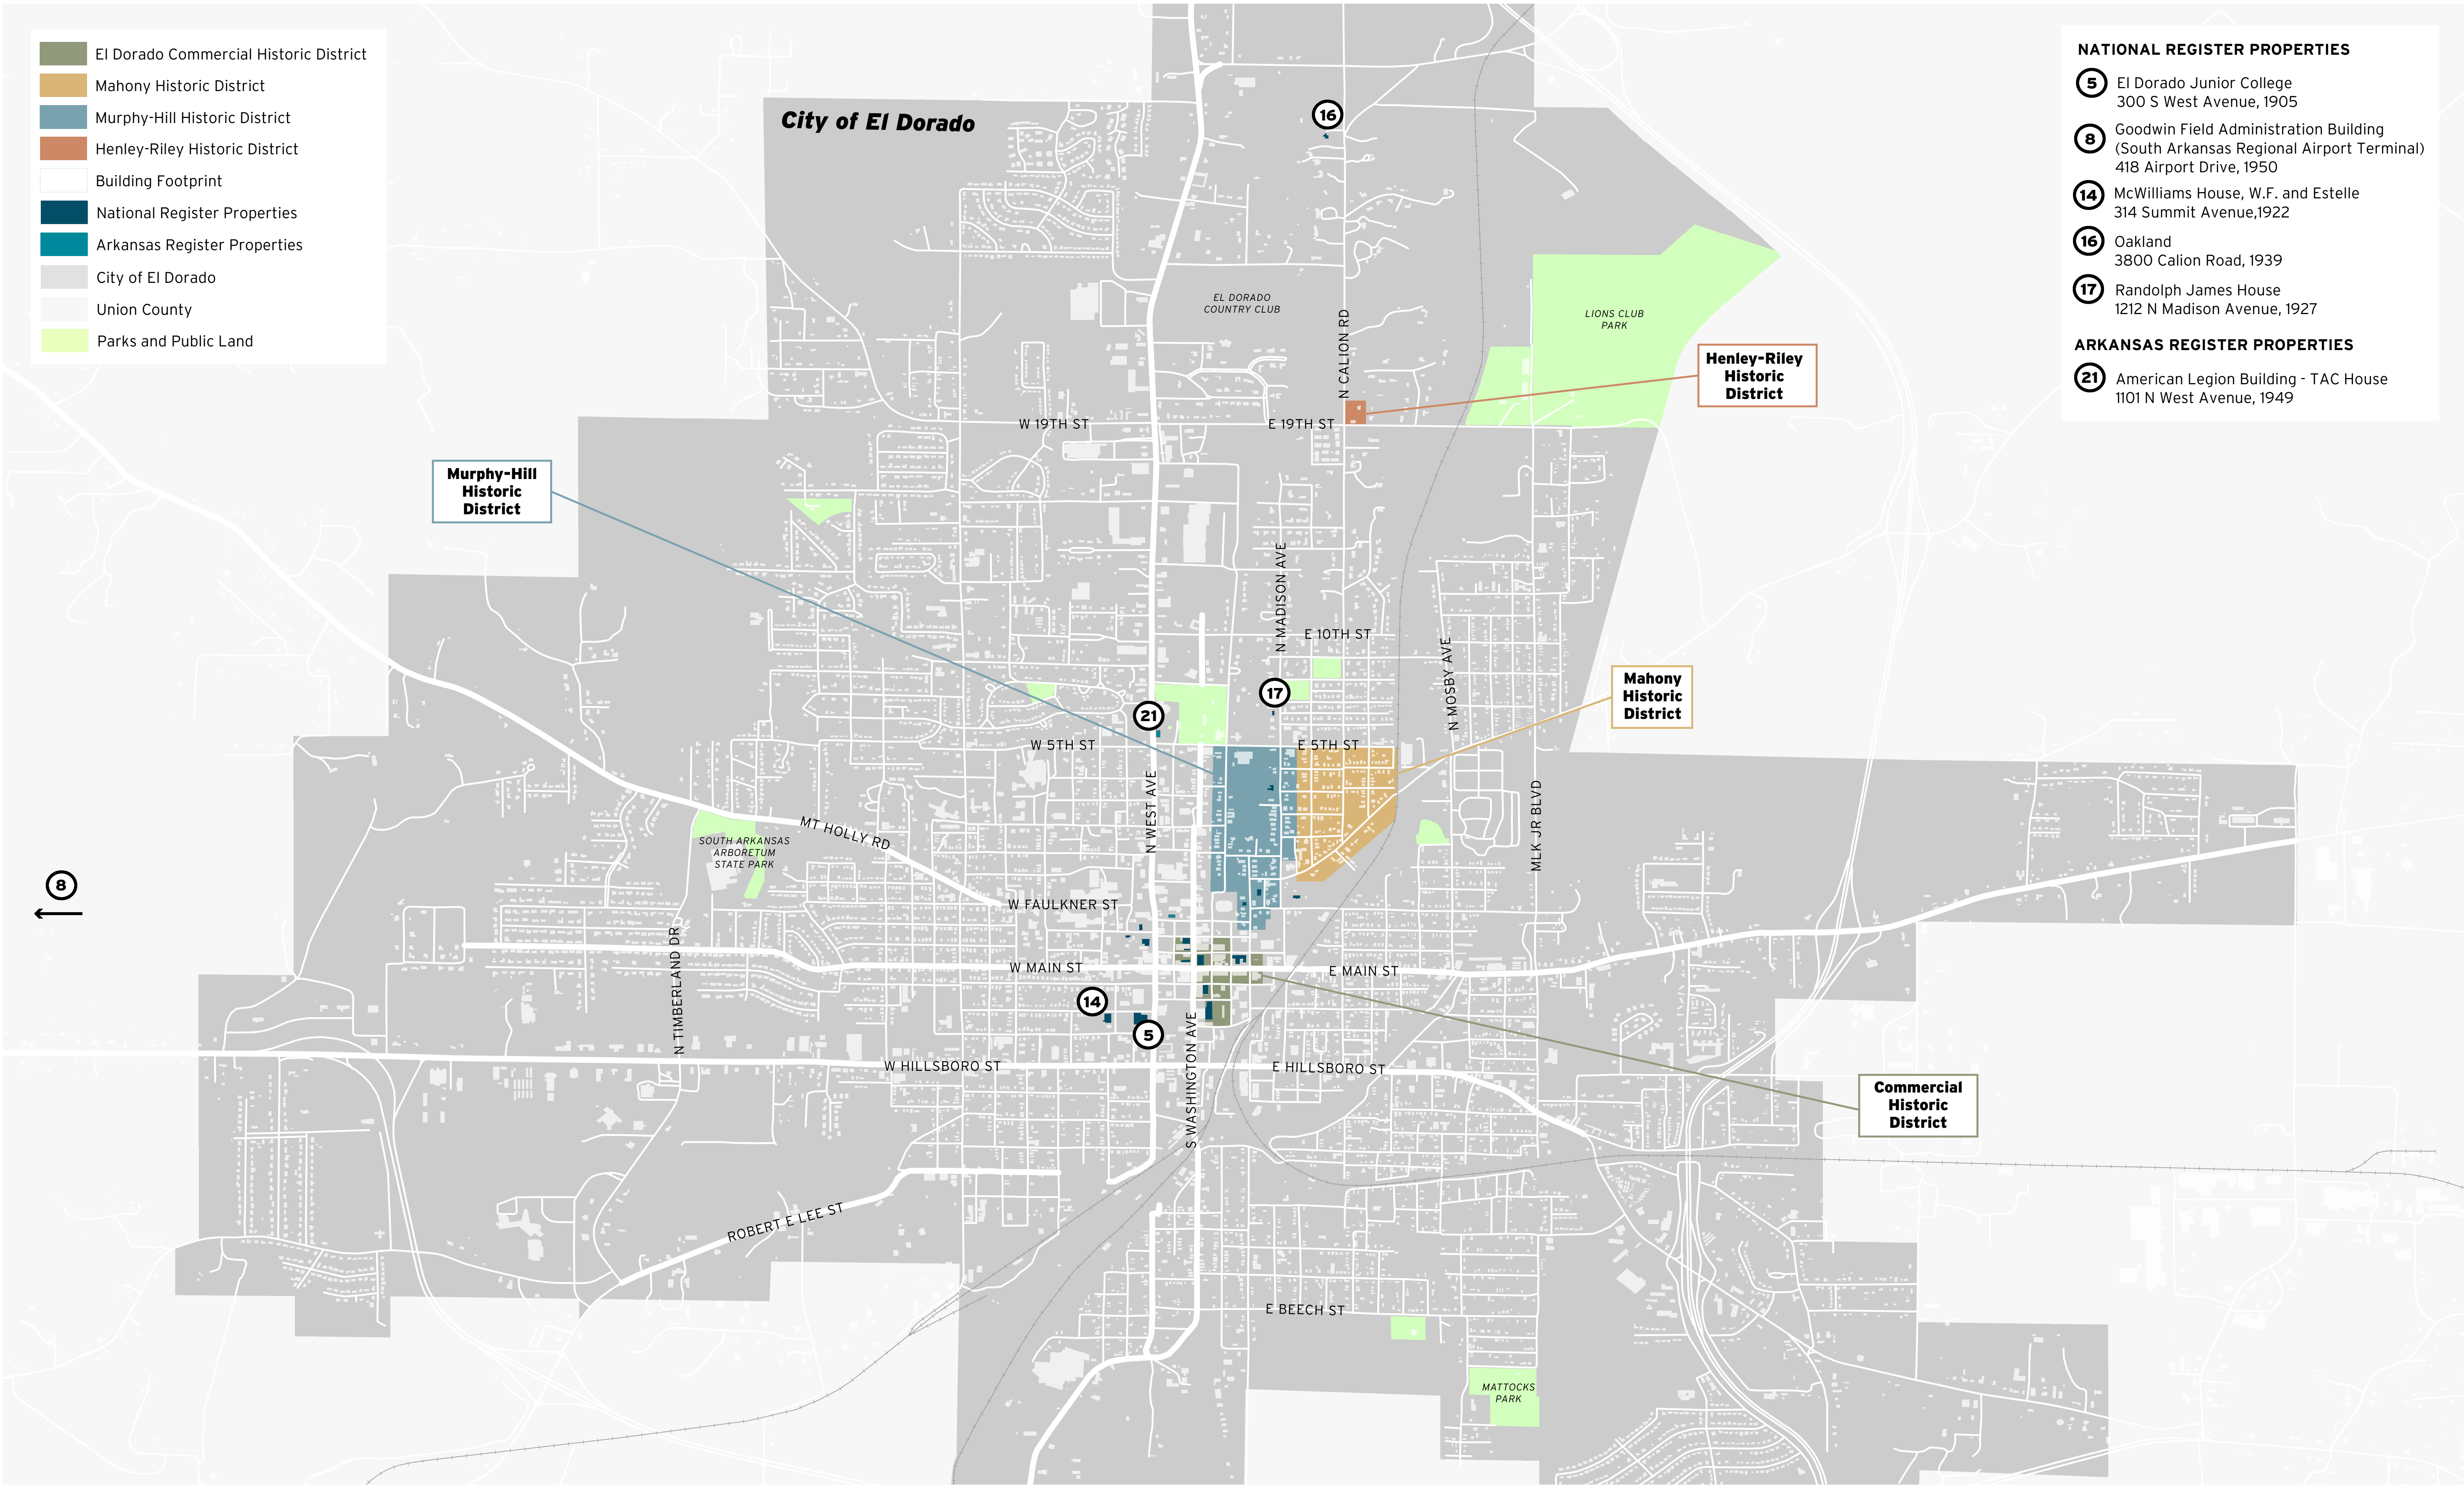 El Dorado Commercial Historic District
Mahony Historic District
Murphy-Hill Historic District
Henley-Riley Historic District
Building Footprint
National Register Properties
Arkansas Register Properties
City of El Dorado
Union County
Parks and Public Land
City of El Dorado
NATIONAL REGISTER PROPERTIES
5 El Dorado Junior College
300 S West Avenue, 1905
8 Goodwin Field Administration Building
(South Arkansas Regional Airport Terminal)
418 Airport Drive, 1950
14 McWilliams House, W.F. and Estelle
314 Summit Avenue,1922
16 Oakland
3800 Calion Road, 1939
17 Randolph James House
1212 N Madison Avenue, 1927
ARKANSAS REGISTER PROPERTIES
21 American Legion Building - TAC House
1101 N West Avenue, 1949
16
EL DORADO
COUNTRY CLUB
N CALION RD
LIONS CLUB
PARK
Henley-Riley
Historic
District
W 19TH ST
E 19TH ST
Murphy-Hill
Historic
District
N MADISON AVE
E 10TH ST
N MOSBY AVE
17
21
Mahony
Historic
District
W 5TH ST
E 5TH ST
N WEST AVE
MLK JR BLVD
MT HOLLY RD
SOUTH ARKANSAS
ARBORETUM
STATE PARK
8
W FAULKNER ST
N TIMBERLAND DR
W MAIN ST
E MAIN ST
14
5
S WASHINGTON AVE
W HILLSBORO ST
E HILLSBORO ST
Commercial
Historic
District
ROBERT E LEE ST
E BEECH ST
MATTOCKS
PARK